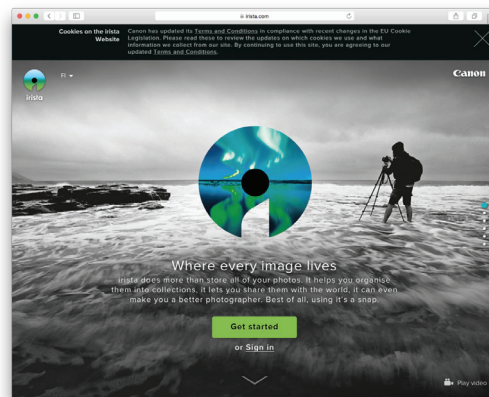 irista.com
Cookies on the irista
Website
Canon has updated its Terms and Conditions in compliance with recent changes in the EU Cookie
Legislation. Please read these to review the updates on which cookies we use and what
information we collect from our site. By continuing to use this site, you are agreeing to our
updated Terms and Conditions.
irista
FI
Canon
Where every image lives
irista does more than store all of your photos. It helps you organise
them into collections, it lets you share them with the world, it can even
make you a better photographer. Best of all, using it's a snap.
Get started
or Sign in
Play video